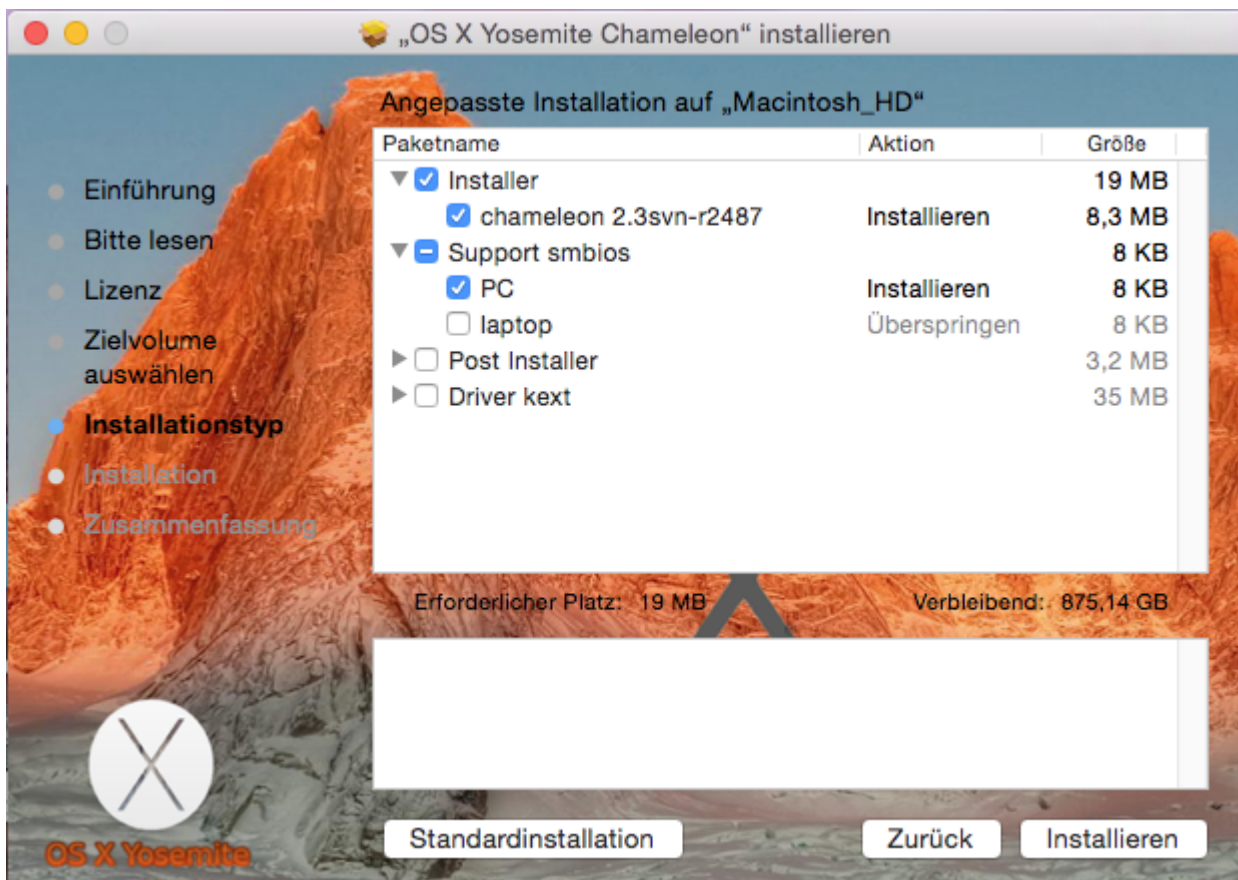 „OS X Yosemite Chameleon“ installieren
Angepasste Installation auf „Macintosh_HD“
Einführung
Bitte lesen
Lizenz
Zielvolume
auswählen
Installationstyp
Installation
Zusammenfassung
Paketname Aktion Größe
Installer 19 MB
chameleon 2.3svn-r2487 Installieren 8,3 MB
Support smbios 8 KB
PC Installieren 8 KB
laptop Überspringen 8 KB
Post Installer 3,2 MB
Driver kext 35 MB
Erforderlicher Platz: 19 MB Verbleibend: 875,14 GB
OS X Yosemite
Standardinstallation Zurück Installieren